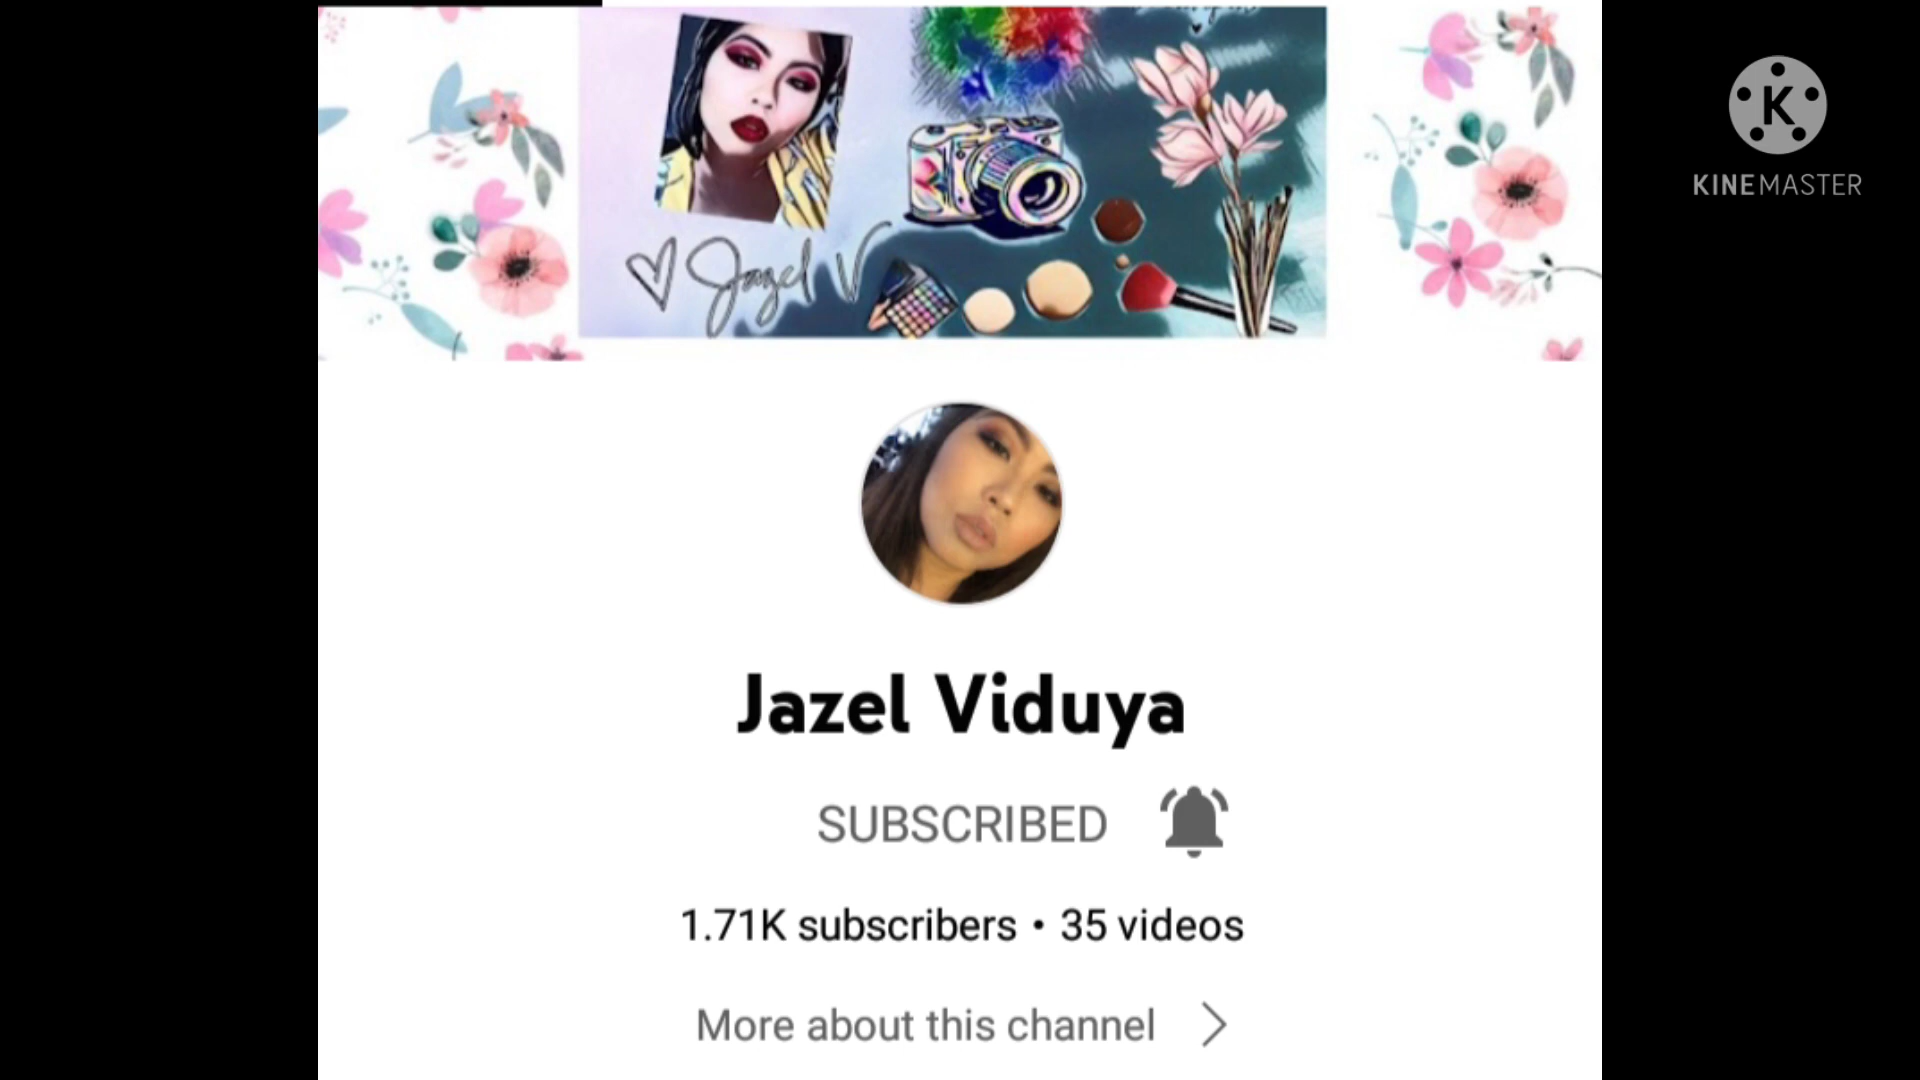 Jazel V
K
KINEMASTER
Jazel Viduya
SUBSCRIBED
1.71K subscribers • 35 videos
More about this channel